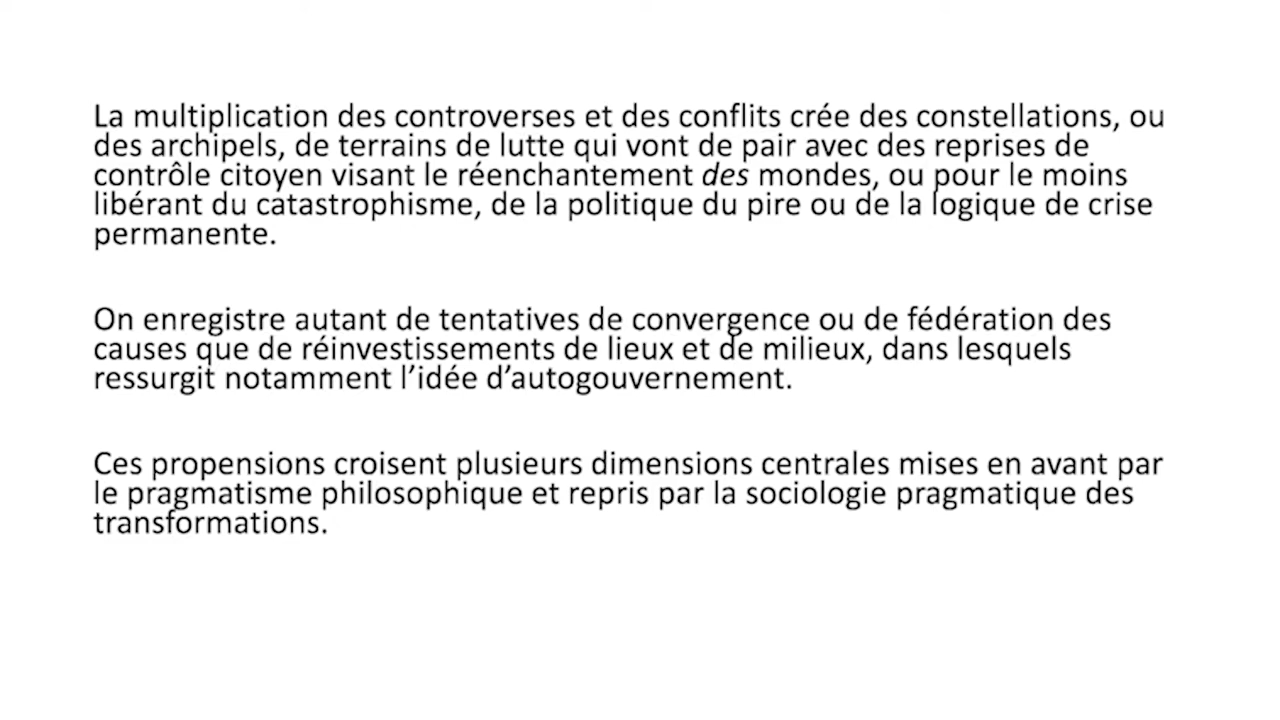 La multiplication des controverses et des conflits crée des constellations, ou
des archipels, de terrains de lutte qui vont de pair avec des reprises de
contrôle citoyen visant le réenchantement des mondes, ou pour le moins
libérant du catastrophisme, de la politique du pire ou de la logique de crise
permanente.
On enregistre autant de tentatives de convergence ou de fédération des
causes que de réinvestissements de lieux et de milieux, dans lesquels
ressurgit notamment l’idée d’autogouvernement.
Ces propensions croisent plusieurs dimensions centrales mises en avant par
le pragmatisme philosophique et repris par la sociologie pragmatique des
transformations.